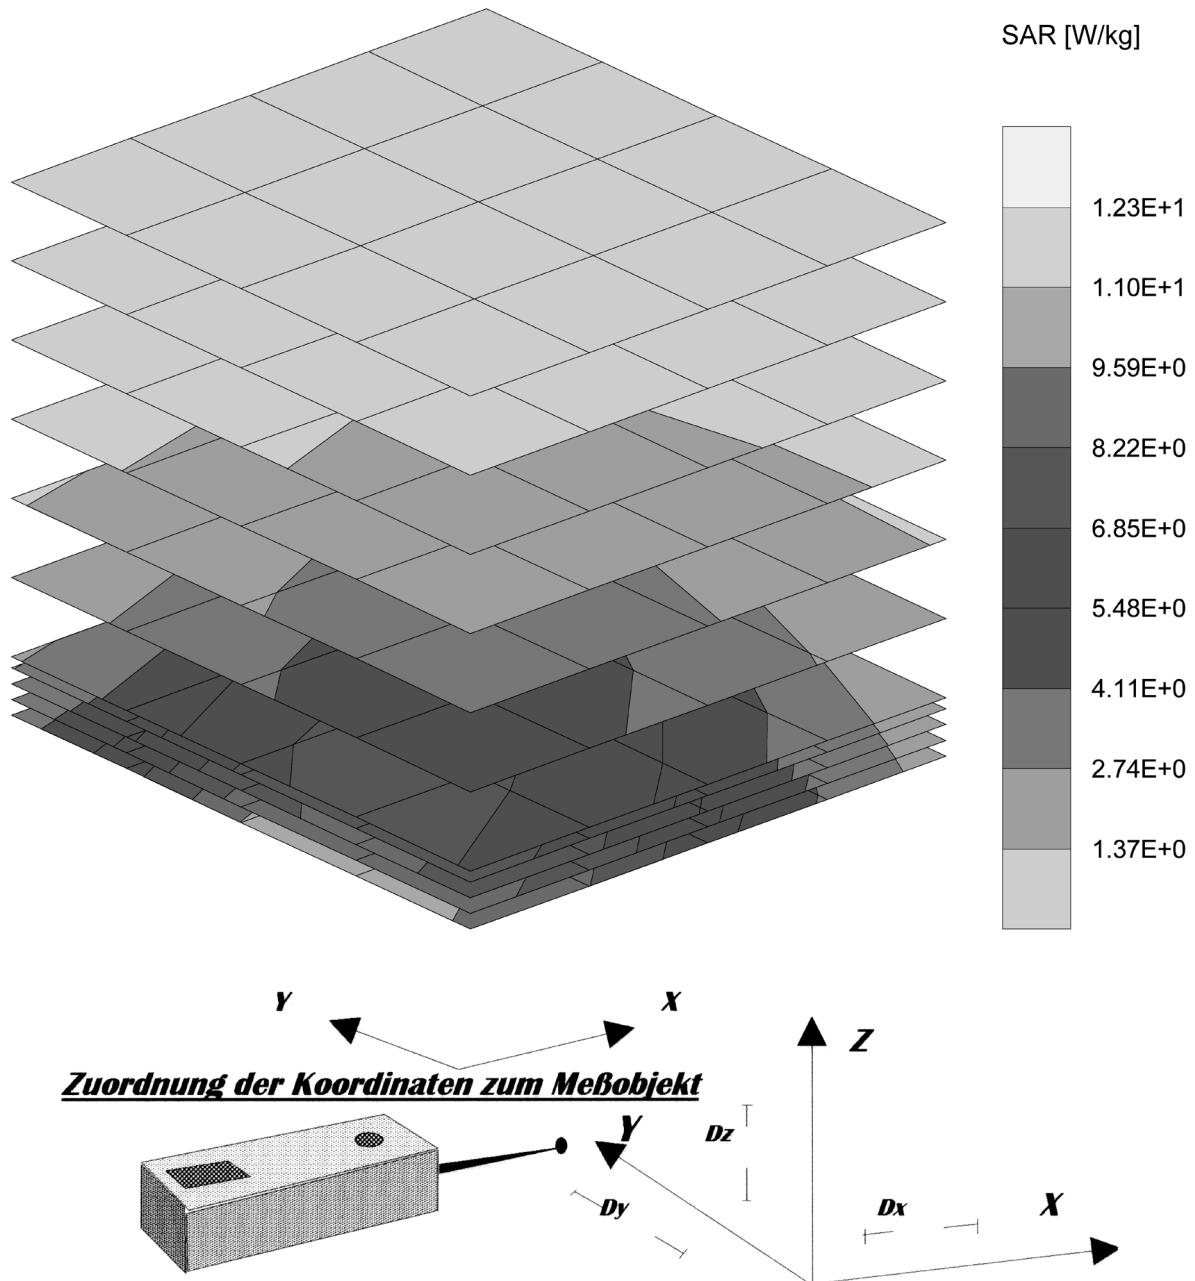 SAR [W/kg]
1.23E+1
1.10E+1
9.59E+0
8.22E+0
6.85E+0
5.48E+0
4.11E+0
2.74E+0
1.37E+0
Y X
Z
Zuordnung der Koordinaten zum Meßobjekt
Y Dz
Dy Dx X